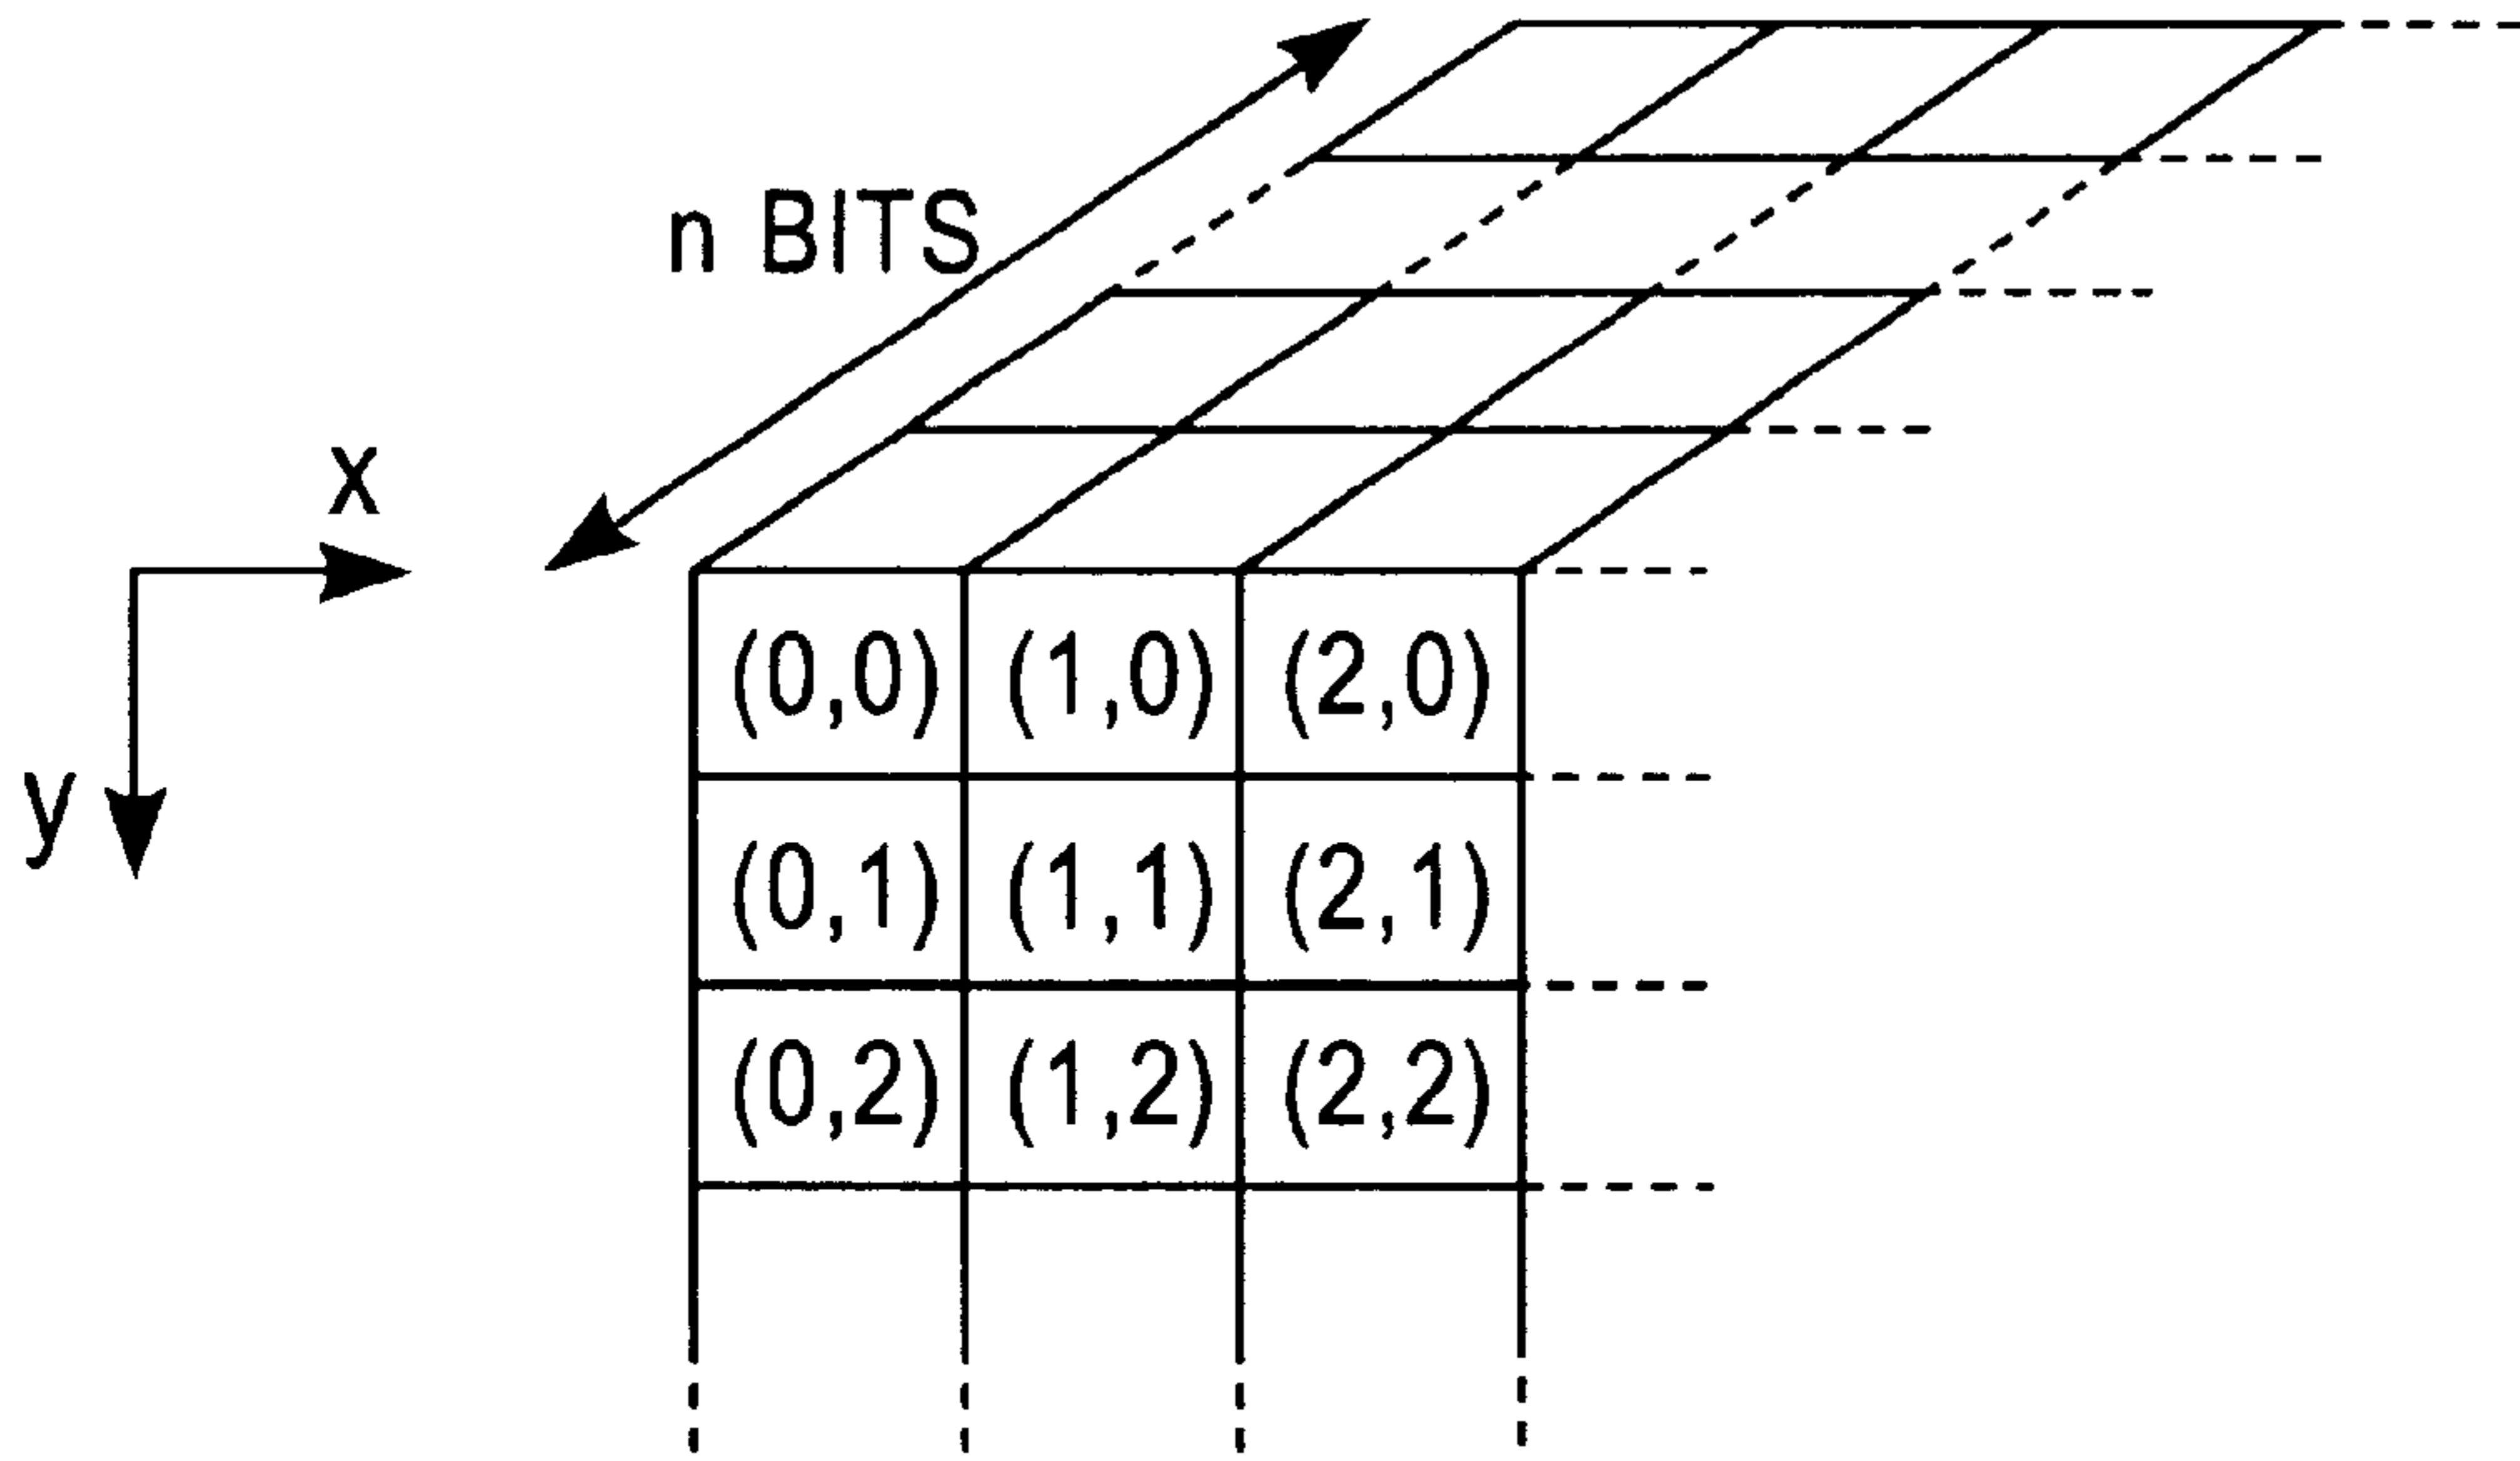 n BITS
x
y
(0,0) (1,0) (2,0)
(0,1) (1,1) (2,1)
(0,2) (1,2) (2,2)